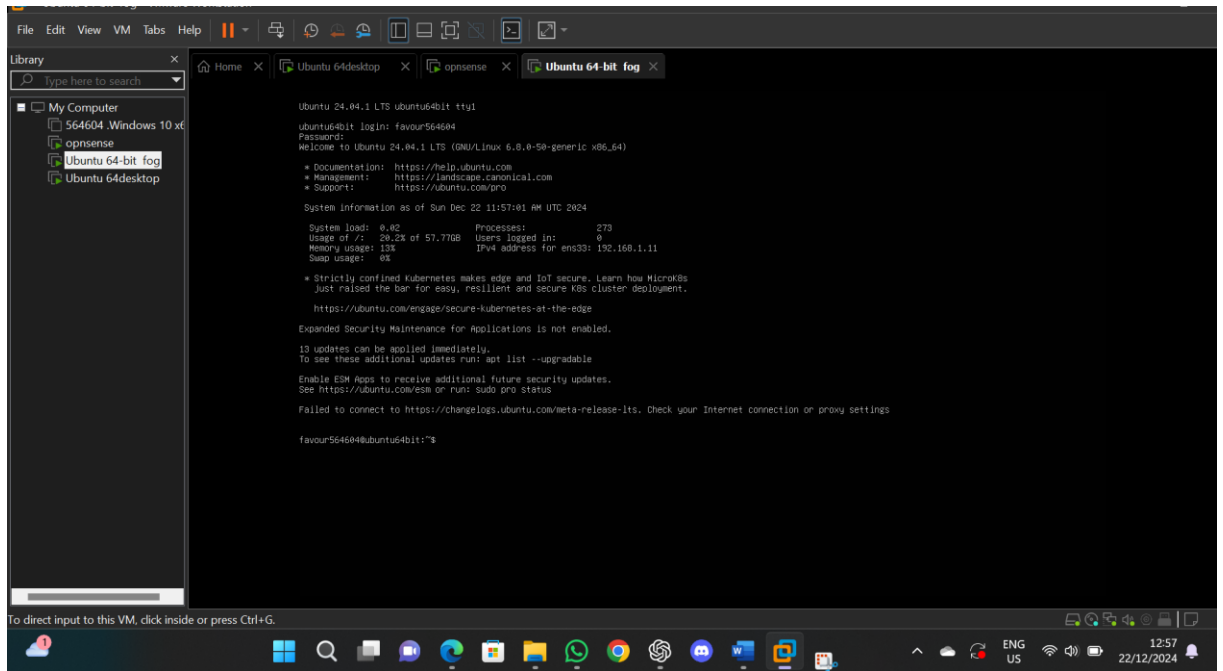 File Edit View VM Tabs Help
Library
Type here to search
My Computer
564604 .Windows 10 x6
opnsense
Ubuntu 64-bit fog
Ubuntu 64desktop
Home
Ubuntu 64desktop
opnsense
Ubuntu 64-bit fog
Ubuntu 24.04.1 LTS ubuntu64bit tty1
ubuntu64bit login: favour564604
Password:
Welcome to Ubuntu 24.04.1 LTS (GNU/Linux 6.8.0-50-generic x86_64)
* Documentation: https://help.ubuntu.com
* Management: https://landscape.canonical.com
* Support: https://ubuntu.com/pro
System information as of Sun Dec 22 11:57:01 AM UTC 2024
System load: 0.02 Processes: 273
Usage of /: 20.2% of 57.77GB Users logged in: 0
Memory usage: 13% IPv4 address for ens33: 192.168.1.11
Swap usage: 0%
* Strictly confined Kubernetes makes edge and IoT secure. Learn how MicroK8s
just raised the bar for easy, resilient and secure K8s cluster deployment.
https://ubuntu.com/engage/secure-kubernetes-at-the-edge
Expanded Security Maintenance for Applications is not enabled.
13 updates can be applied immediately.
To see these additional updates run: apt list --upgradable
Enable ESM Apps to receive additional future security updates.
See https://ubuntu.com/esm or run: sudo pro status
Failed to connect to https://changelogs.ubuntu.com/meta-release-lts. Check your Internet connection or proxy settings
favour564604@ubuntu64bit:~$
To direct input to this VM, click inside or press Ctrl+G.
1
ENG
US
12:57
22/12/2024